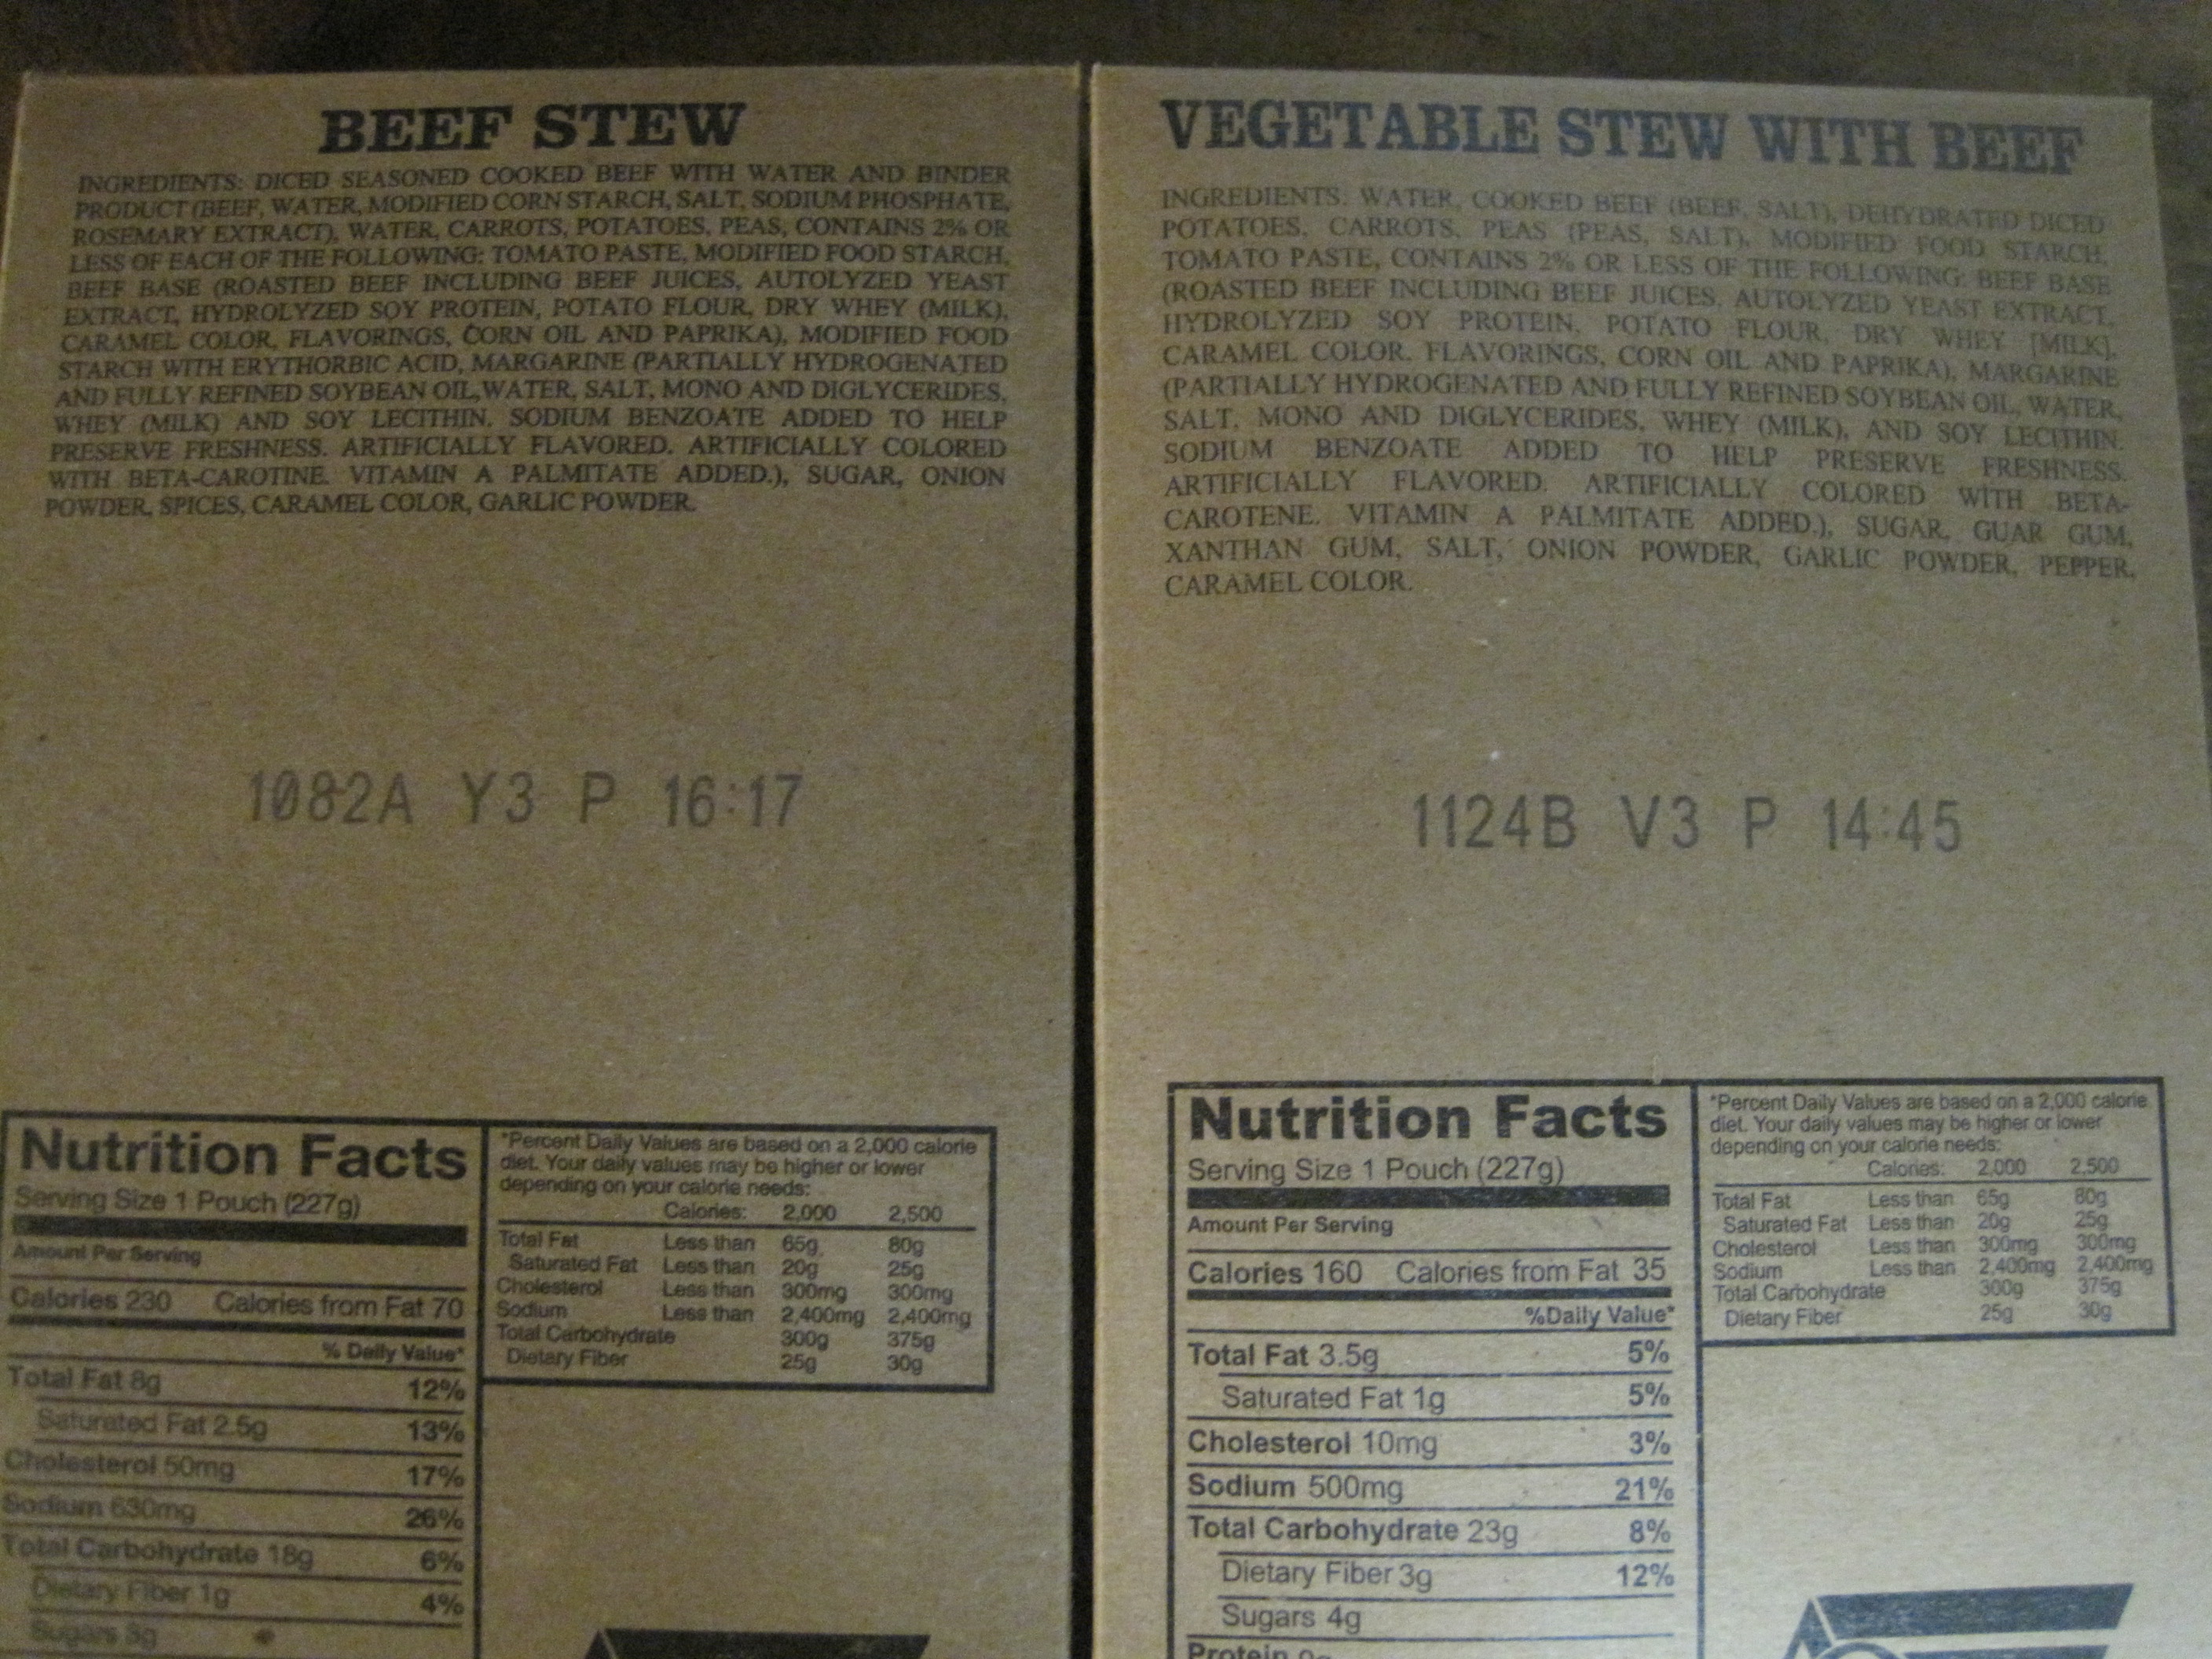 BEEF STEW
INGREDIENTS: DICED SEASONED COOKED BEEF WITH WATER AND BINDER
PRODUCT (BEEF, WATER, MODIFIED CORN STARCH, SALT, SODIUM PHOSPHATE,
ROSEMARY EXTRACT), WATER, CARROTS, POTATOES, PEAS, CONTAINS 2% OR
LESS OF EACH OF THE FOLLOWING: TOMATO PASTE, MODIFIED FOOD STARCH,
BEEF BASE (ROASTED BEEF INCLUDING BEEF JUICES, AUTOLYZED YEAST
EXTRACT, HYDROLYZED SOY PROTEIN, POTATO FLOUR, DRY WHEY (MILK),
CARAMEL COLOR, FLAVORINGS, CORN OIL AND PAPRIKA), MODIFIED FOOD
STARCH WITH ERYTHORBIC ACID, MARGARINE (PARTIALLY HYDROGENATED
AND FULLY REFINED SOYBEAN OIL, WATER, SALT, MONO AND DIGLYCERIDES,
WHEY (MILK) AND SOY LECITHIN. SODIUM BENZOATE ADDED TO HELP
PRESERVE FRESHNESS. ARTIFICIALLY FLAVORED. ARTIFICIALLY COLORED
WITH BETA-CAROTINE. VITAMIN A PALMITATE ADDED.), SUGAR, ONION
POWDER, SPICES, CARAMEL COLOR, GARLIC POWDER.
1082A Y3 P 16:17
Nutrition Facts
Serving Size 1 Pouch (227g)
Amount Per Serving
Calories 230 Calories from Fat 70
% Daily Value*
Total Fat 8g 12%
Saturated Fat 2.5g 13%
Cholesterol 50mg 17%
Sodium 630mg 26%
Total Carbohydrate 18g 6%
Dietary Fiber 1g 4%
Sugars 3g
*Percent Daily Values are based on a 2,000 calorie
diet. Your daily values may be higher or lower
depending on your calorie needs:
Calories: 2,000 2,500
Total Fat Less than 65g 80g
Saturated Fat Less than 20g 25g
Cholesterol Less than 300mg 300mg
Sodium Less than 2,400mg 2,400mg
Total Carbohydrate 300g 375g
Dietary Fiber 25g 30g
VEGETABLE STEW WITH BEEF
INGREDIENTS: WATER, COOKED BEEF (BEEF, SALT), DEHYDRATED DICED
POTATOES, CARROTS, PEAS (PEAS, SALT), MODIFIED FOOD STARCH,
TOMATO PASTE, CONTAINS 2% OR LESS OF THE FOLLOWING: BEEF BASE
(ROASTED BEEF INCLUDING BEEF JUICES, AUTOLYZED YEAST EXTRACT,
HYDROLYZED SOY PROTEIN, POTATO FLOUR, DRY WHEY [MILK],
CARAMEL COLOR, FLAVORINGS, CORN OIL AND PAPRIKA), MARGARINE
(PARTIALLY HYDROGENATED AND FULLY REFINED SOYBEAN OIL, WATER,
SALT, MONO AND DIGLYCERIDES, WHEY (MILK), AND SOY LECITHIN.
SODIUM BENZOATE ADDED TO HELP PRESERVE FRESHNESS.
ARTIFICIALLY FLAVORED. ARTIFICIALLY COLORED WITH BETA-
CAROTENE. VITAMIN A PALMITATE ADDED.), SUGAR, GUAR GUM,
XANTHAN GUM, SALT, ONION POWDER, GARLIC POWDER, PEPPER,
CARAMEL COLOR.
1124B V3 P 14:45
Nutrition Facts
Serving Size 1 Pouch (227g)
Amount Per Serving
Calories 160 Calories from Fat 35
%Daily Value*
Total Fat 3.5g 5%
Saturated Fat 1g 5%
Cholesterol 10mg 3%
Sodium 500mg 21%
Total Carbohydrate 23g 8%
Dietary Fiber 3g 12%
Sugars 4g
Protein
*Percent Daily Values are based on a 2,000 calorie
diet. Your daily values may be higher or lower
depending on your calorie needs:
Calories: 2,000 2,500
Total Fat Less than 65g 80g
Saturated Fat Less than 20g 25g
Cholesterol Less than 300mg 300mg
Sodium Less than 2,400mg 2,400mg
Total Carbohydrate 300g 375g
Dietary Fiber 25g 30g